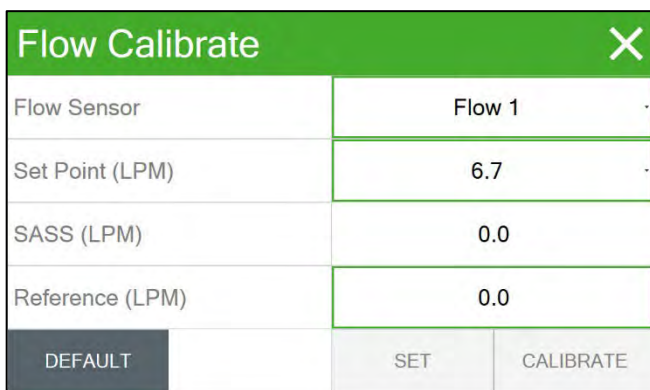 Flow Calibrate
Flow Sensor Flow 1
Set Point (LPM) 6.7
SASS (LPM) 0.0
Reference (LPM) 0.0
DEFAULT SET CALIBRATE